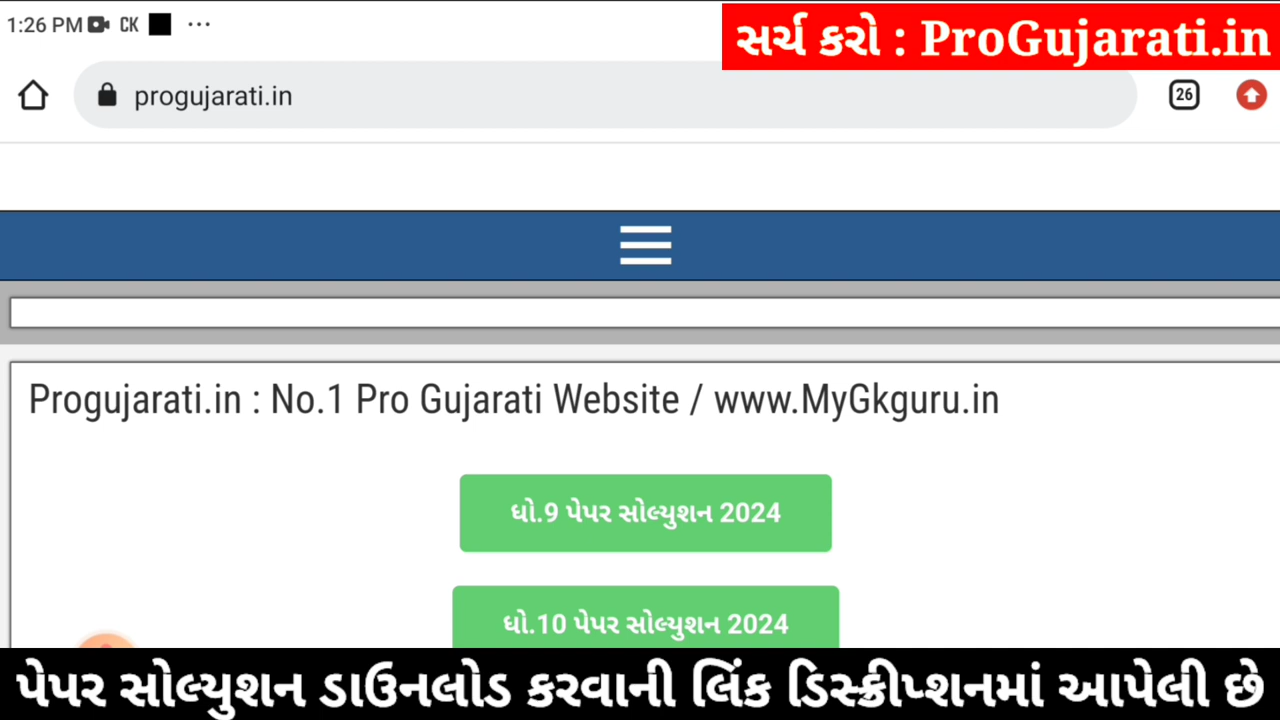 1:26 PM CK ...
સર્ચ કરો : ProGujarati.in
progujarati.in
26
Progujarati.in : No.1 Pro Gujarati Website / www.MyGkguru.in
ધો.9 પેપર સોલ્યુશન 2024
ધો.10 પેપર સોલ્યુશન 2024
પેપર સોલ્યુશન ડાઉનલોડ કરવાની લિંક ડિસ્ક્રીપ્શનમાં આપેલી છે